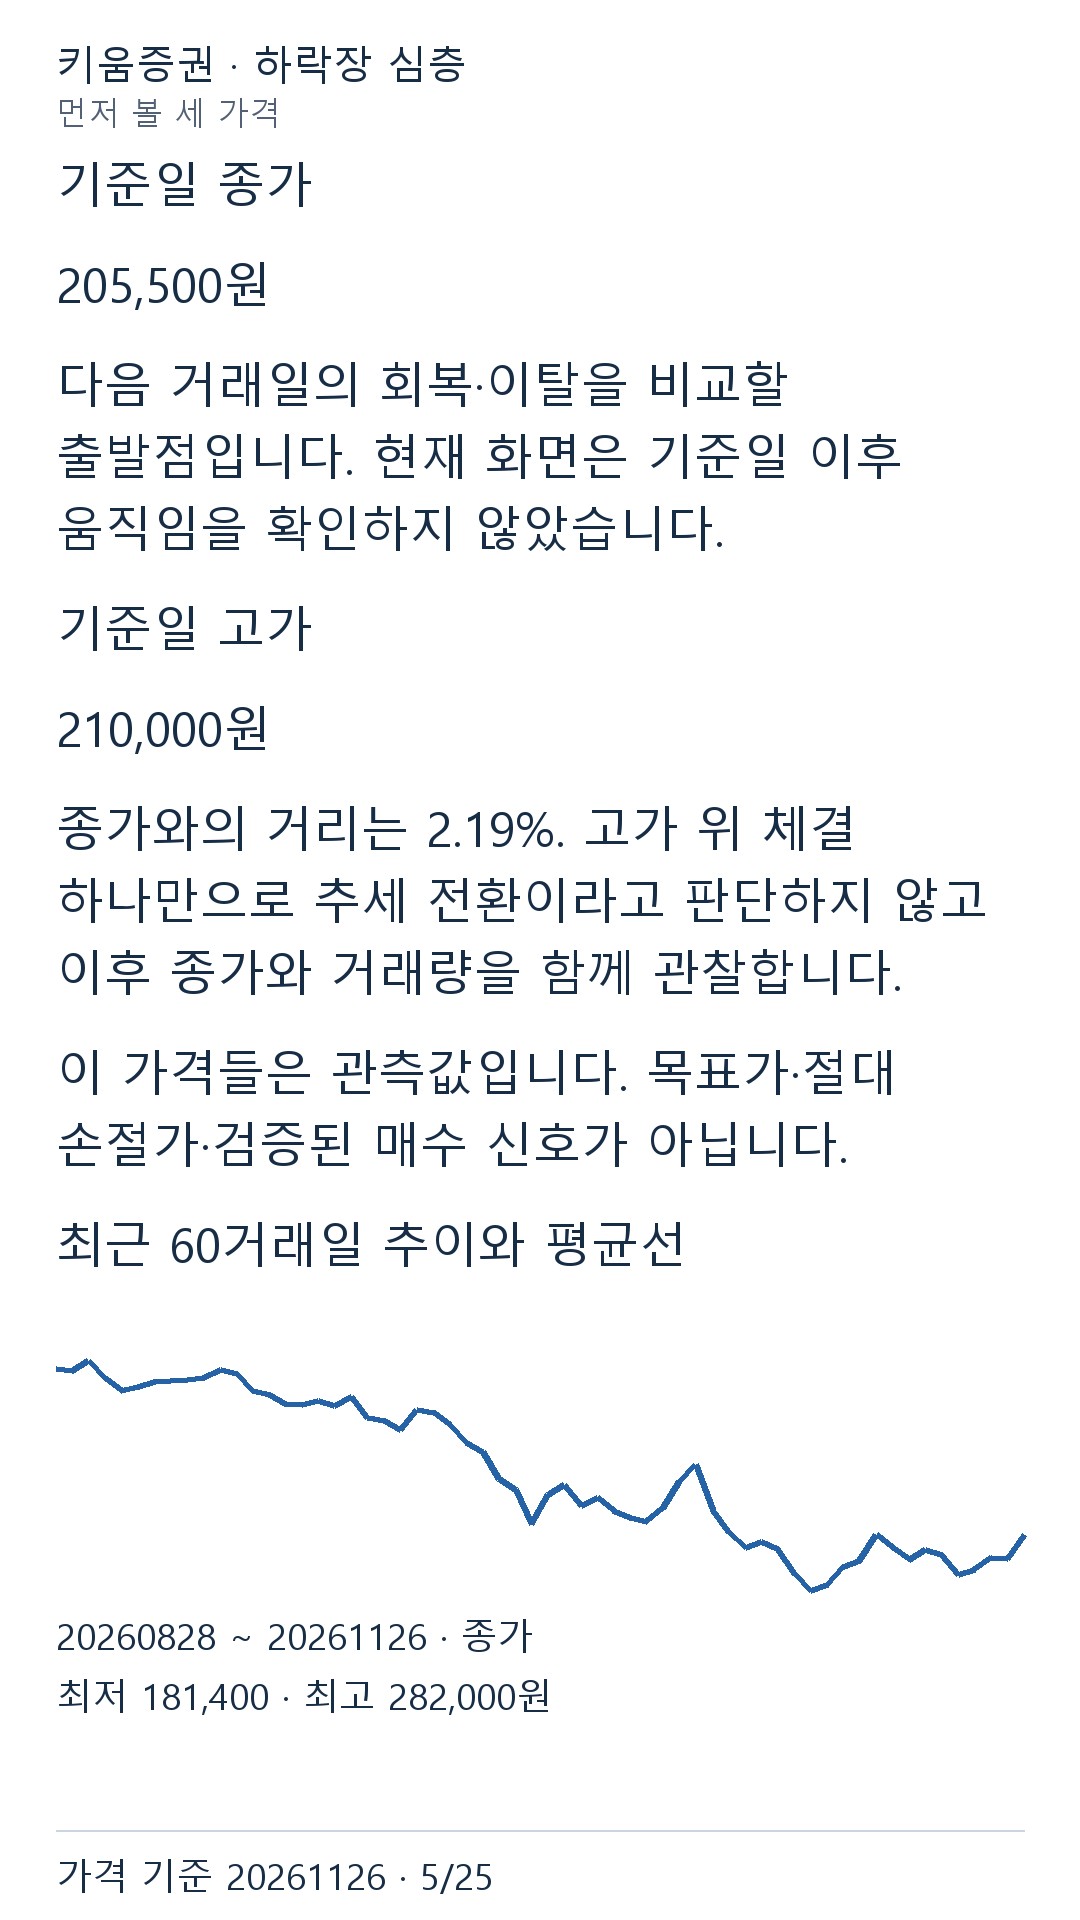 키움증권 · 하락장 심층
먼저 볼 세 가격
기준일 종가
205,500원
다음 거래일의 회복·이탈을 비교할
출발점입니다. 현재 화면은 기준일 이후
움직임을 확인하지 않았습니다.
기준일 고가
210,000원
종가와의 거리는 2.19%. 고가 위 체결
하나만으로 추세 전환이라고 판단하지 않고
이후 종가와 거래량을 함께 관찰합니다.
이 가격들은 관측값입니다. 목표가·절대
손절가·검증된 매수 신호가 아닙니다.
최근 60거래일 추이와 평균선
20260828 ~ 20261126 · 종가
최저 181,400 · 최고 282,000원
가격 기준 20261126 · 5/25